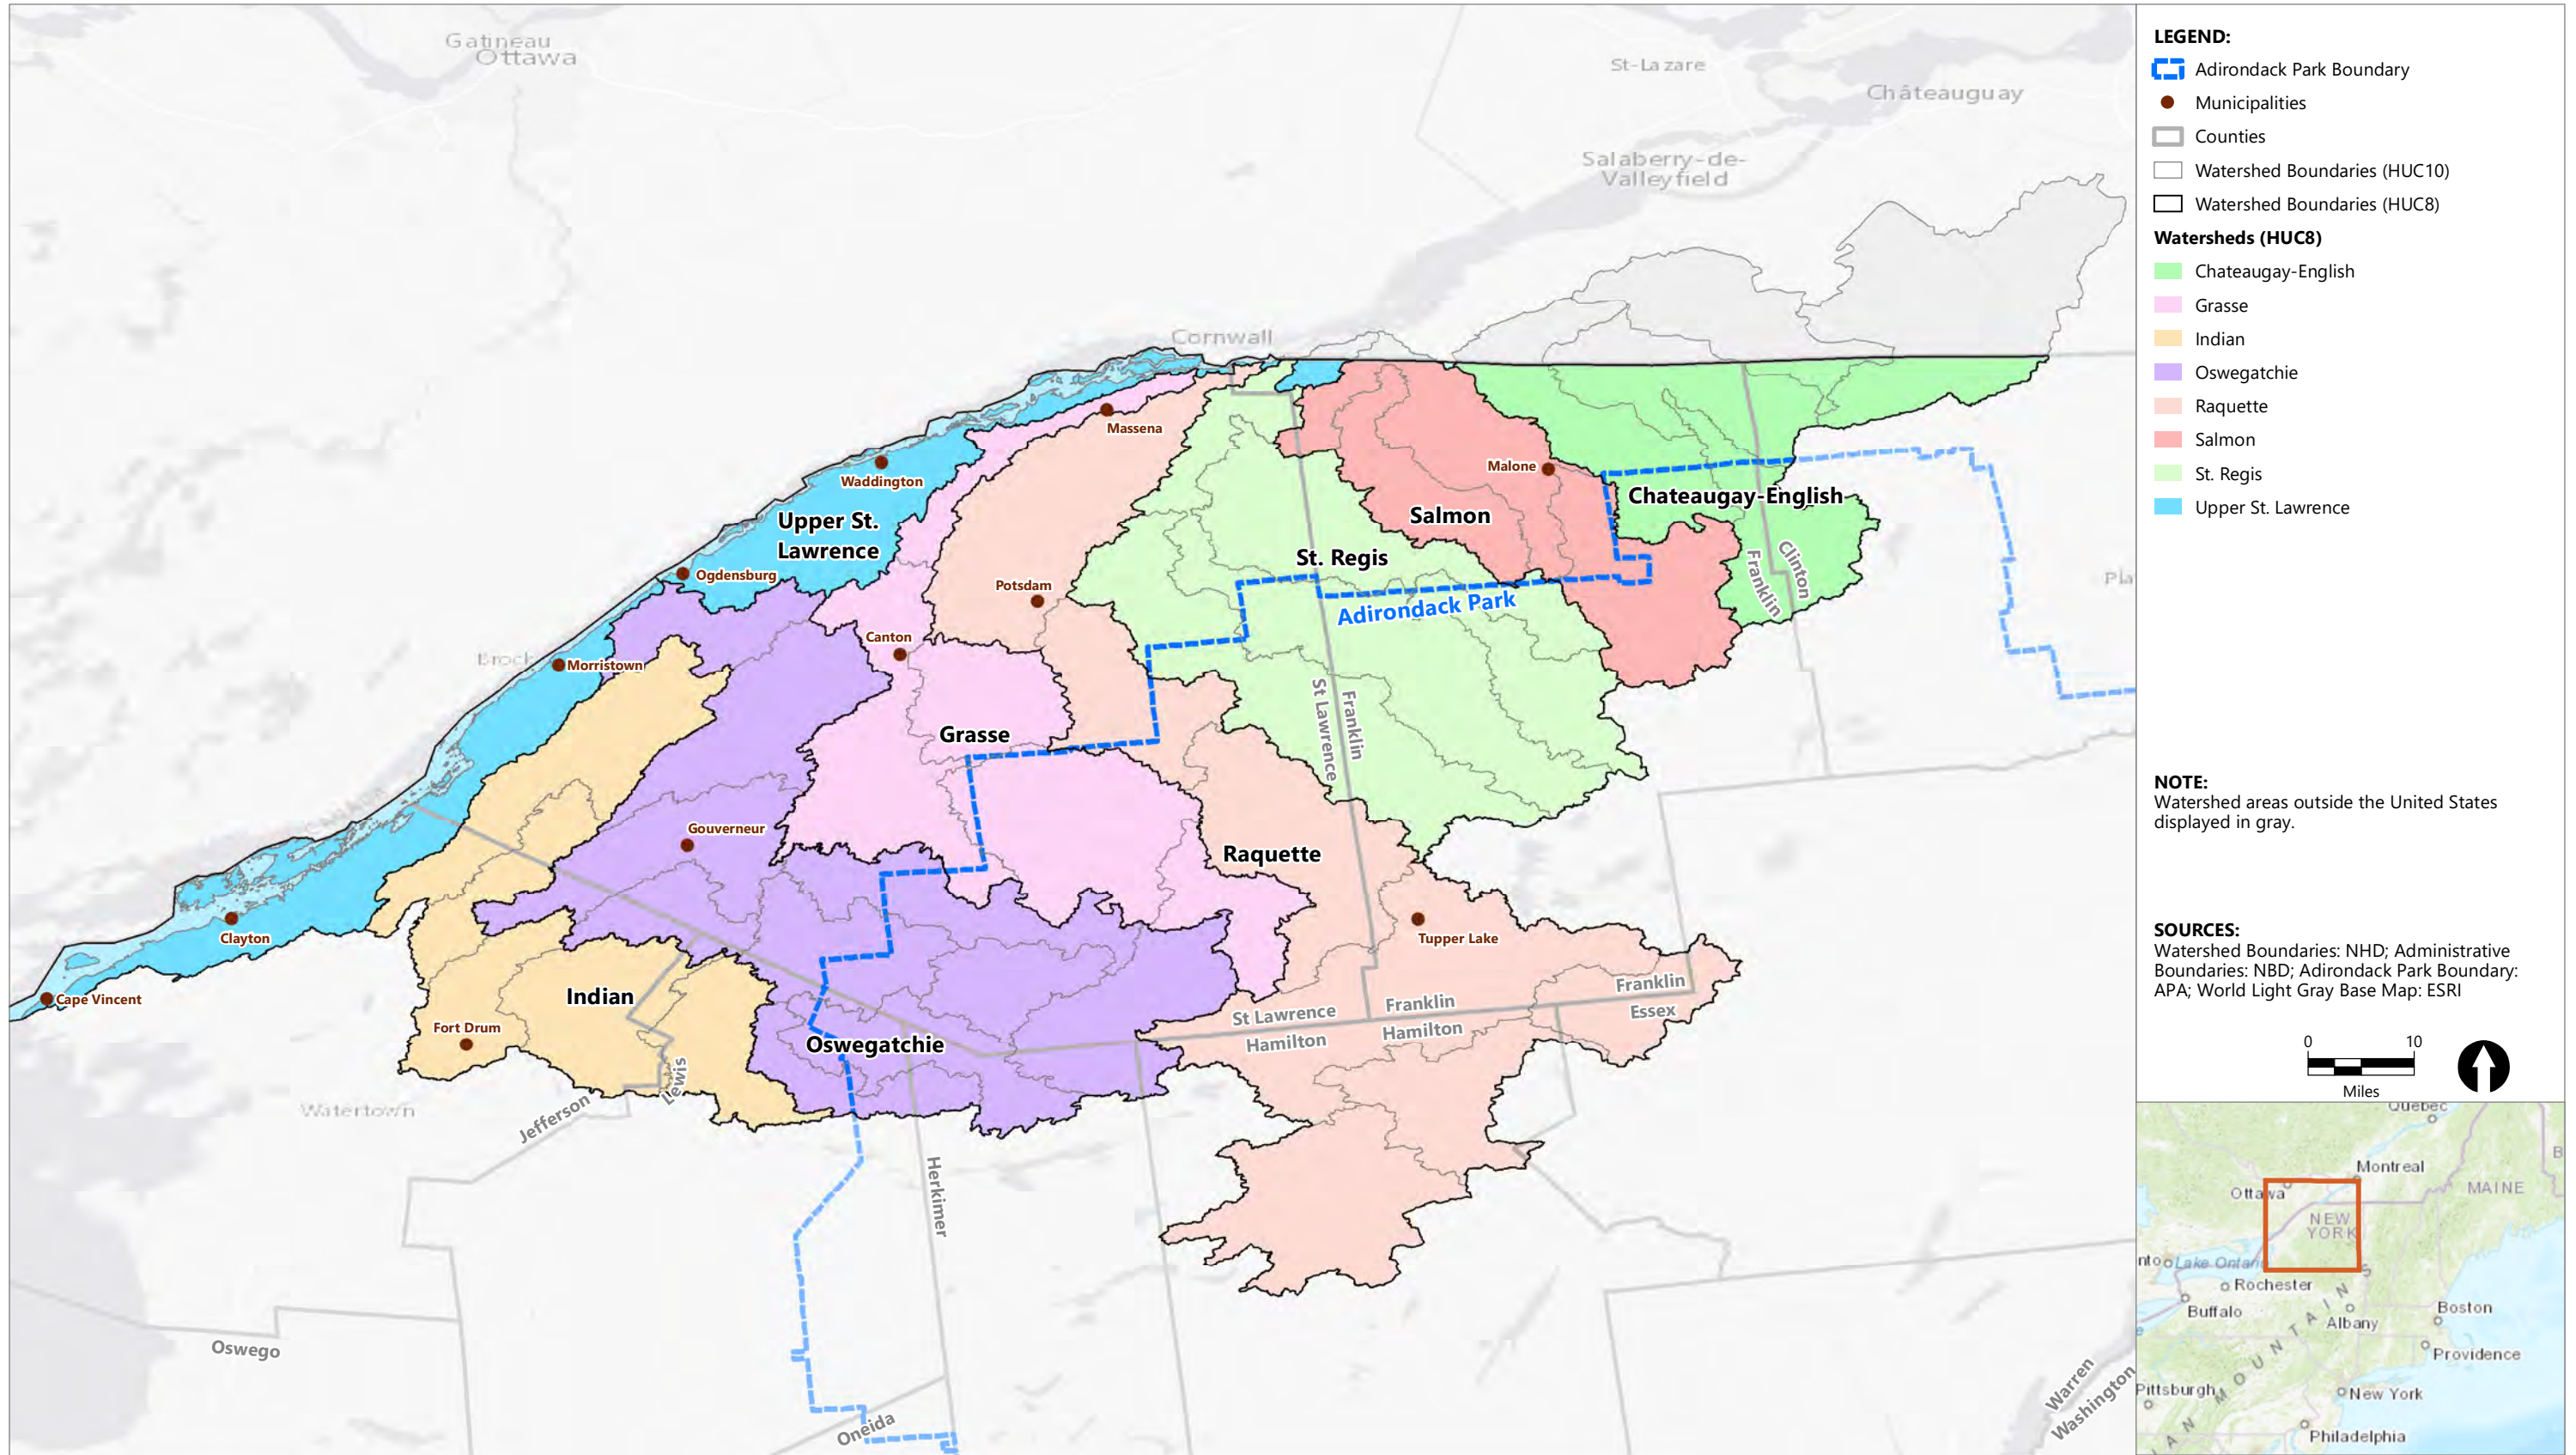 Gatineau
Ottawa
St-Lazare
Châteauguay
Salaberry-de-
Valleyfield
Cornwall
Massena
Waddington
Malone
Chateaugay-English
Salmon
Upper St.
Lawrence
St. Regis
Ogdensburg
Potsdam
Adirondack Park
Clinton
Franklin
Pla
Canton
Brock
Morristown
St Lawrence
Franklin
Grasse
Gouverneur
Raquette
Clayton
Tupper Lake
Cape Vincent
Indian
Franklin
Essex
St Lawrence
Franklin
Hamilton
Hamilton
Fort Drum
Oswegatchie
Lewis
Watertown
Jefferson
Herkimer
Oswego
Oneida
Warren
Washington
LEGEND:
Adirondack Park Boundary
Municipalities
Counties
Watershed Boundaries (HUC10)
Watershed Boundaries (HUC8)
Watersheds (HUC8)
Chateaugay-English
Grasse
Indian
Oswegatchie
Raquette
Salmon
St. Regis
Upper St. Lawrence
NOTE:
Watershed areas outside the United States
displayed in gray.
SOURCES:
Watershed Boundaries: NHD; Administrative
Boundaries: NBD; Adirondack Park Boundary:
APA; World Light Gray Base Map: ESRI
0 10
Miles
Quebec
Montreal
Ottawa
MAINE
B
NEW
YORK
nto
Lake Ontari
Rochester
Buffalo
Boston
Albany
Providence
Pittsburgh
New York
Philadelphia
AN MOUNTAINS